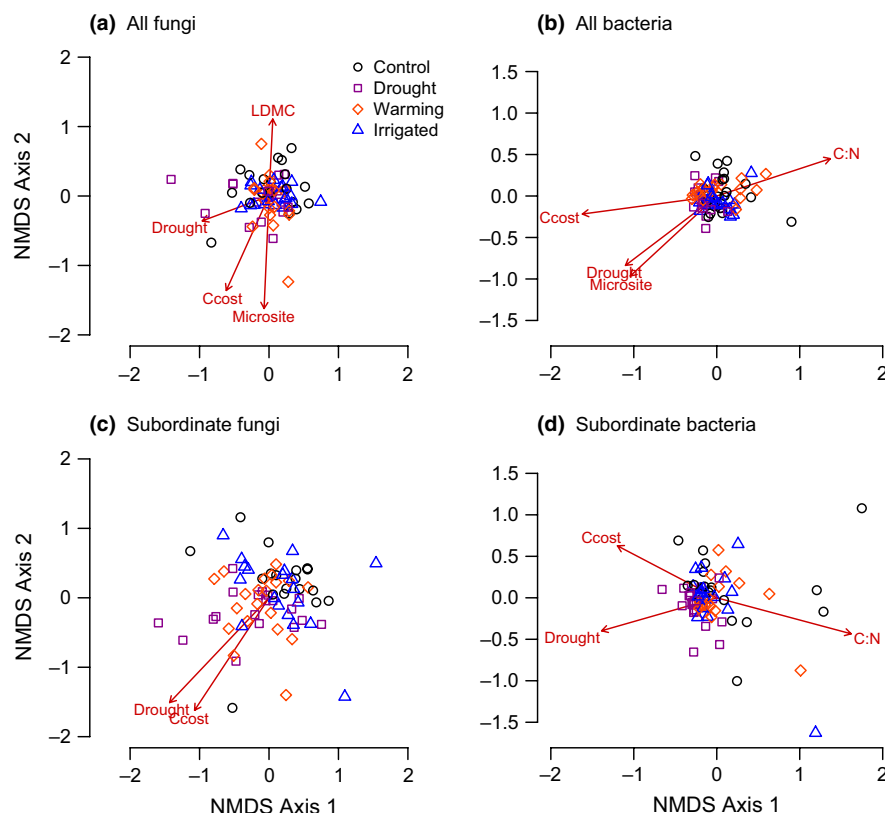 (a) All fungi
2
1
0
−1
−2
NMDS Axis 2
Control
Drought
Warming
Irrigated
LDMC
Drought
Ccost
Microsite
−2 −1 0 1 2
(b) All bacteria
1.5
1.0
0.5
0.0
−0.5
−1.0
−1.5
C:N
Ccost
Drought
Microsite
−2 −1 0 1 2
(c) Subordinate fungi
2
1
0
−1
−2
NMDS Axis 2
Drought
Ccost
−2 −1 0 1 2
NMDS Axis 1
(d) Subordinate bacteria
1.5
1.0
0.5
0.0
−0.5
−1.0
−1.5
Ccost
Drought
C:N
−2 −1 0 1 2
NMDS Axis 1